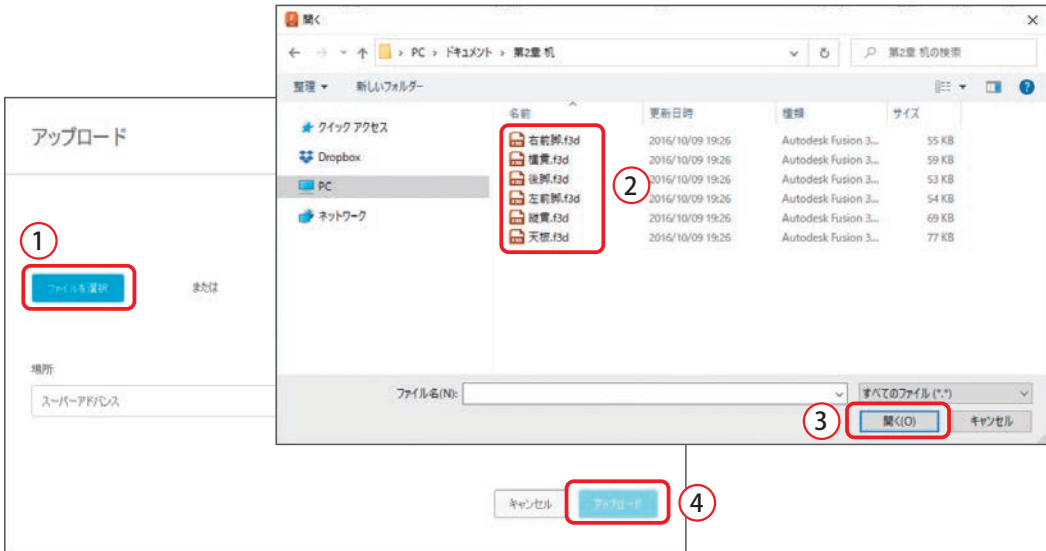 開く
PC › ドキュメント › 第2章 机
第2章 机の検索
整理 新しいフォルダー
名前 更新日時 種類 サイズ
クイック アクセス
Dropbox
PC
ネットワーク
右前脚.f3d 2016/10/09 19:26 Autodesk Fusion 3... 55 KB
横貫.f3d 2016/10/09 19:26 Autodesk Fusion 3... 59 KB
後脚.f3d 2016/10/09 19:26 Autodesk Fusion 3... 53 KB
左前脚.f3d 2016/10/09 19:26 Autodesk Fusion 3... 54 KB
縦貫.f3d 2016/10/09 19:26 Autodesk Fusion 3... 69 KB
天板.f3d 2016/10/09 19:26 Autodesk Fusion 3... 77 KB
②
ファイル名(N):
すべてのファイル (*.*)
③
開く(O) キャンセル
アップロード
①
ファイルを選択 または
場所
スーパーアドバンス
キャンセル アップロード ④